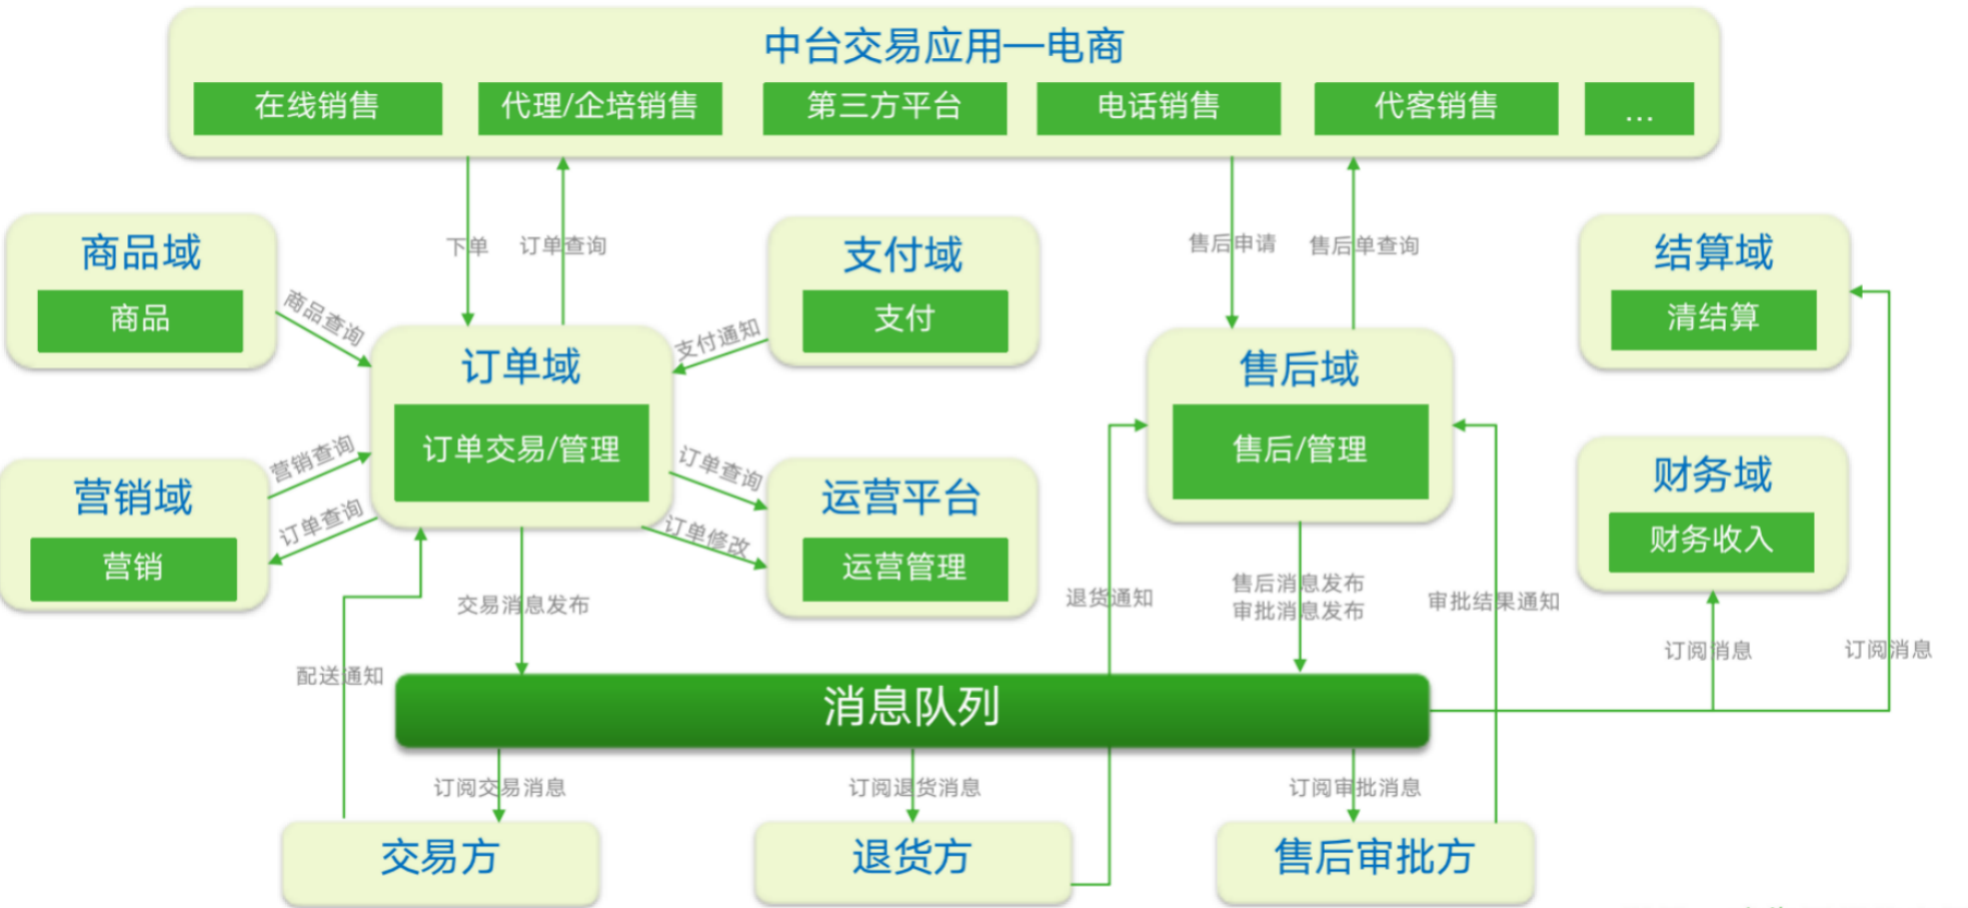 中台交易应用—电商
在线销售
代理/企培销售
第三方平台
电话销售
代客销售
...
下单
订单查询
售后申请
售后单查询
商品域
商品
商品查询
支付域
支付
支付通知
结算域
清结算
订单域
订单交易/管理
售后域
售后/管理
营销域
营销
营销查询
订单查询
订单查询
订单修改
运营平台
运营管理
财务域
财务收入
交易消息发布
退货通知
售后消息发布
审批消息发布
审批结果通知
订阅消息
订阅消息
配送通知
消息队列
订阅交易消息
订阅退货消息
订阅审批消息
交易方
退货方
售后审批方